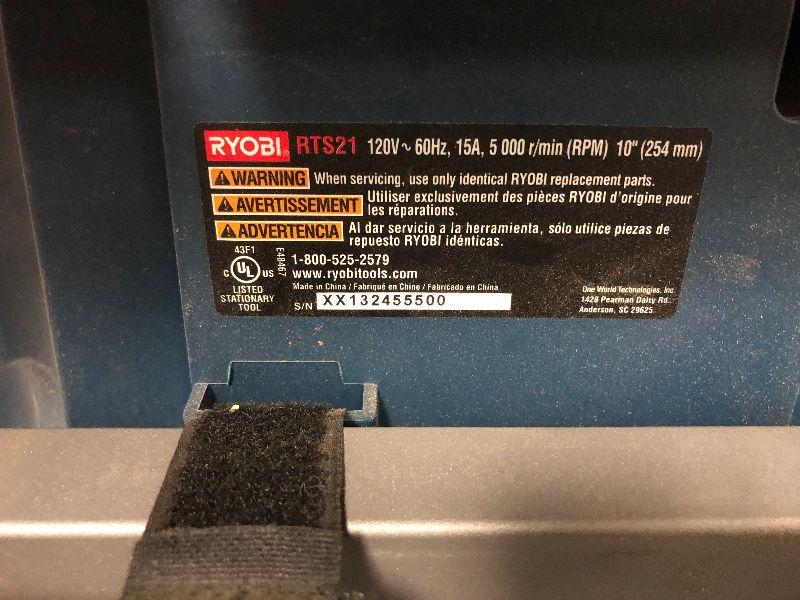 RYOBI RTS21 120V~ 60Hz, 15A, 5 000 r/min (RPM) 10" (254 mm)
WARNING When servicing, use only identical RYOBI replacement parts.
AVERTISSEMENT Utiliser exclusivement des pièces RYOBI d'origine pour
les réparations.
ADVERTENCIA Al dar servicio a la herramienta, sólo utilice piezas de
repuesto RYOBI idénticas.
43F1
C UL US
LISTED
STATIONARY
TOOL
E48467
1-800-525-2579
www.ryobitools.com
Made in China / Fabriqué en Chine / Fabricado en China
S/N XX132455500
One World Technologies, Inc.
1428 Pearman Dairy Rd.
Anderson, SC 29625